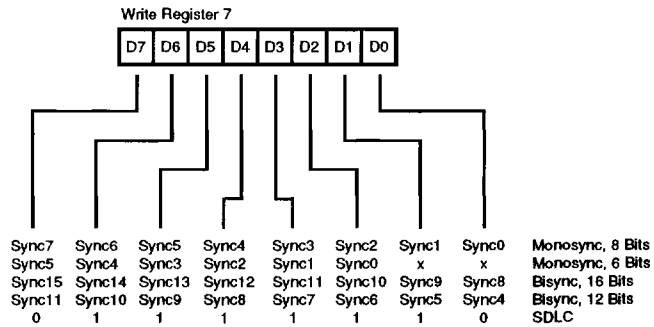 Write Register 7
D7 D6 D5 D4 D3 D2 D1 D0
Sync7 Sync6 Sync5 Sync4 Sync3 Sync2 Sync1 Sync0 Monosync, 8 Bits
Sync5 Sync4 Sync3 Sync2 Sync1 Sync0 x x Monosync, 6 Bits
Sync15 Sync14 Sync13 Sync12 Sync11 Sync10 Sync9 Sync8 Bisync, 16 Bits
Sync11 Sync10 Sync9 Sync8 Sync7 Sync6 Sync5 Sync4 Bisync, 12 Bits
0 1 1 1 1 1 1 0 SDLC